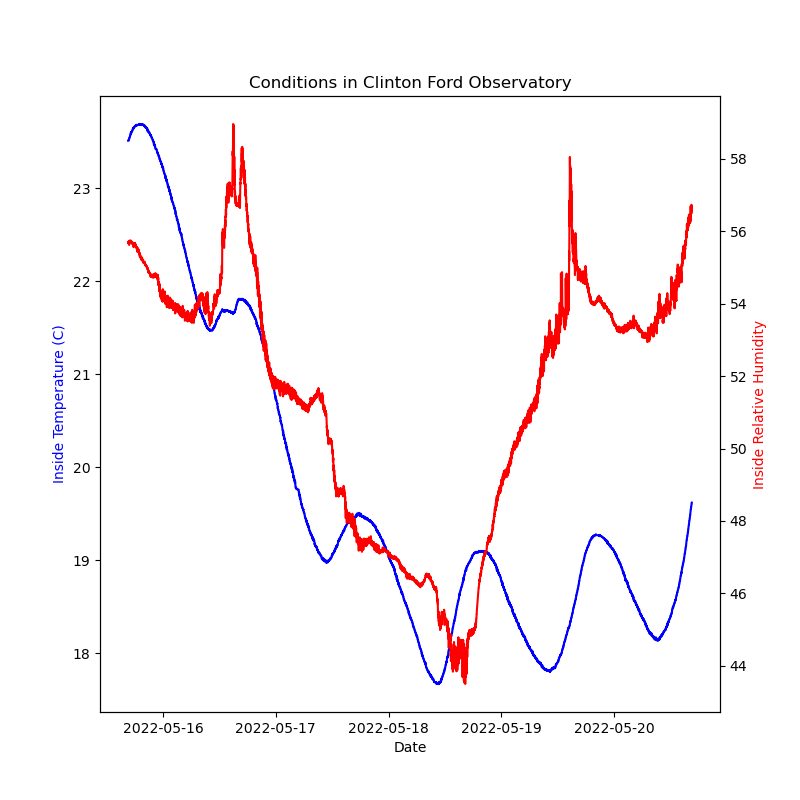 Conditions in Clinton Ford Observatory
Inside Temperature (C)
23
22
21
20
19
18
58
56
54
52
50
48
46
44
Inside Relative Humidity
2022-05-16 2022-05-17 2022-05-18 2022-05-19 2022-05-20
Date